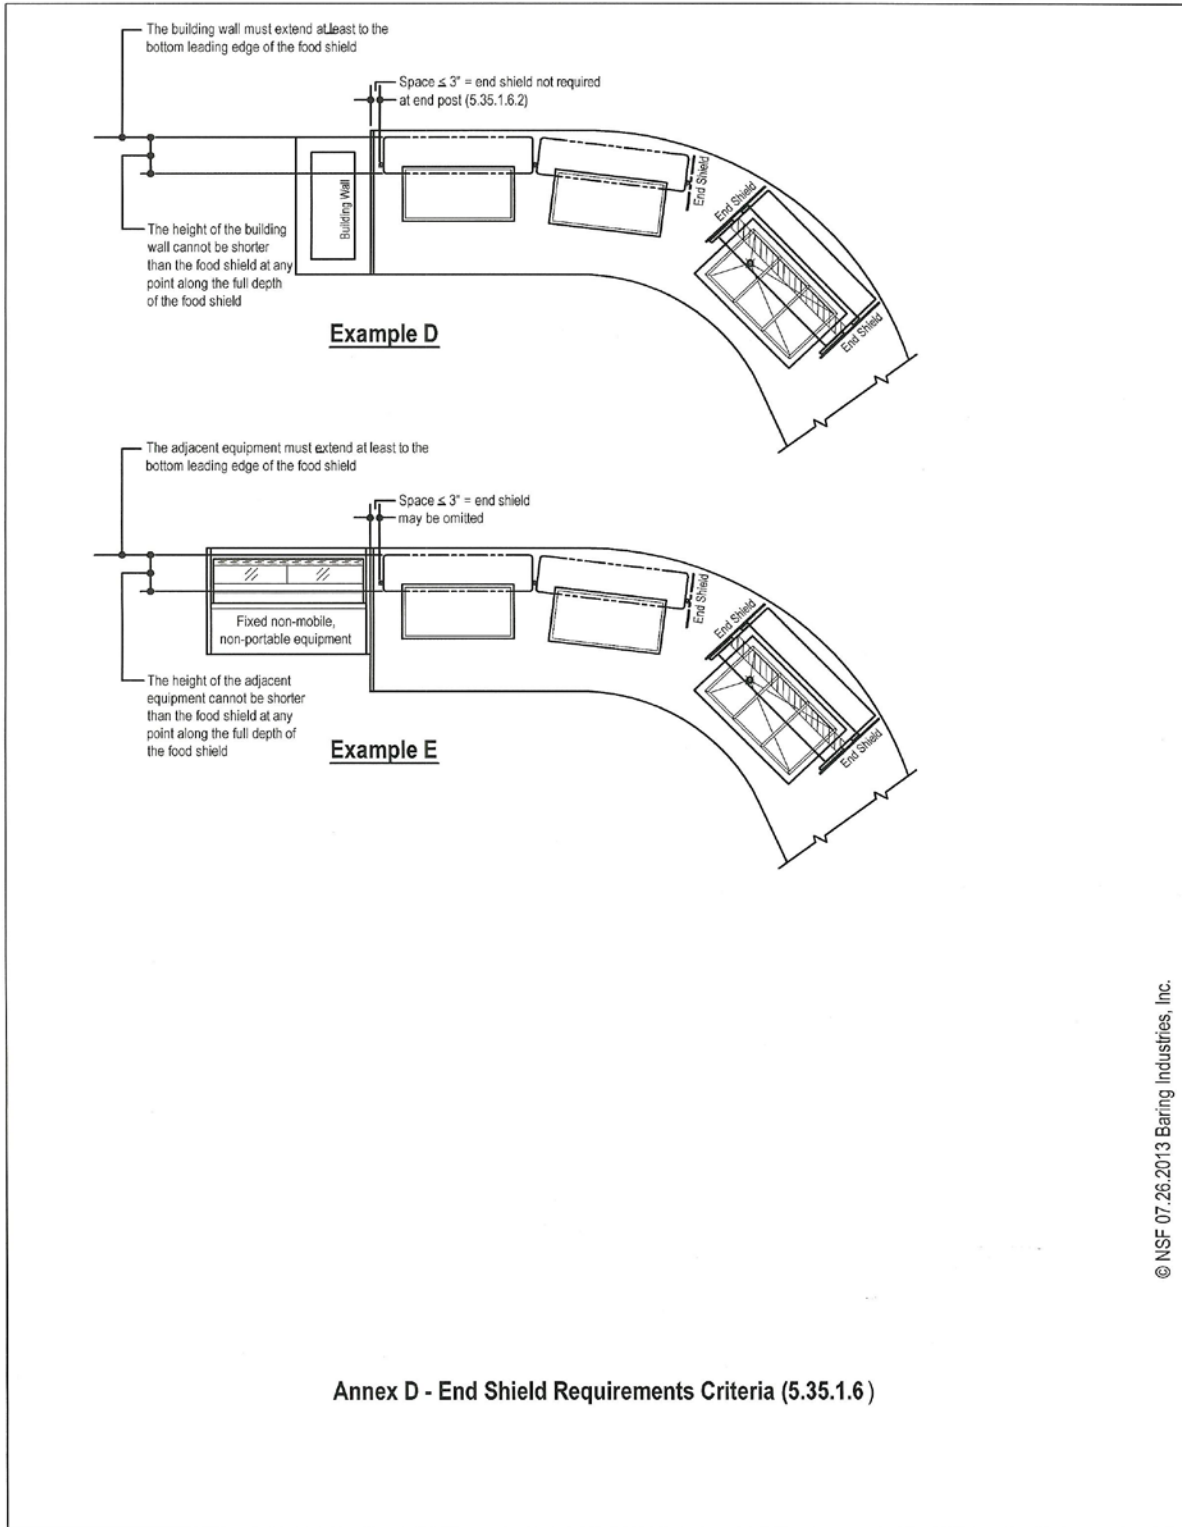 The building wall must extend at least to the
bottom leading edge of the food shield
Space ≤ 3" = end shield not required
at end post (5.35.1.6.2)
Building Wall
End Shield
End Shield
End Shield
The height of the building
wall cannot be shorter
than the food shield at any
point along the full depth
of the food shield
Example D
The adjacent equipment must extend at least to the
bottom leading edge of the food shield
Space ≤ 3" = end shield
may be omitted
Fixed non-mobile,
non-portable equipment
End Shield
End Shield
End Shield
The height of the adjacent
equipment cannot be shorter
than the food shield at any
point along the full depth of
the food shield
Example E
© NSF 07.26.2013 Baring Industries, Inc.
Annex D - End Shield Requirements Criteria (5.35.1.6 )